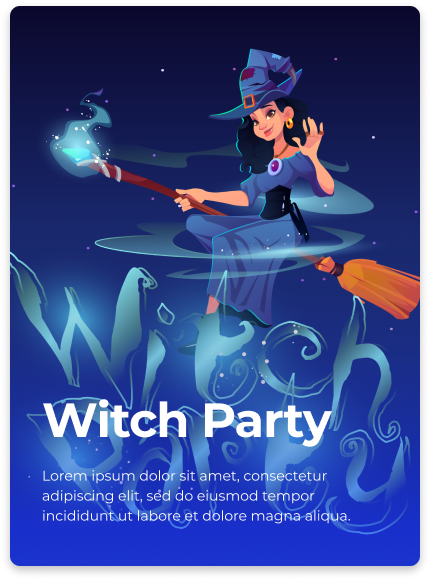 Witch
Party
Witch Party
Lorem ipsum dolor sit amet, consectetur
adipiscing elit, sed do eiusmod tempor
incididunt ut labore et dolore magna aliqua.